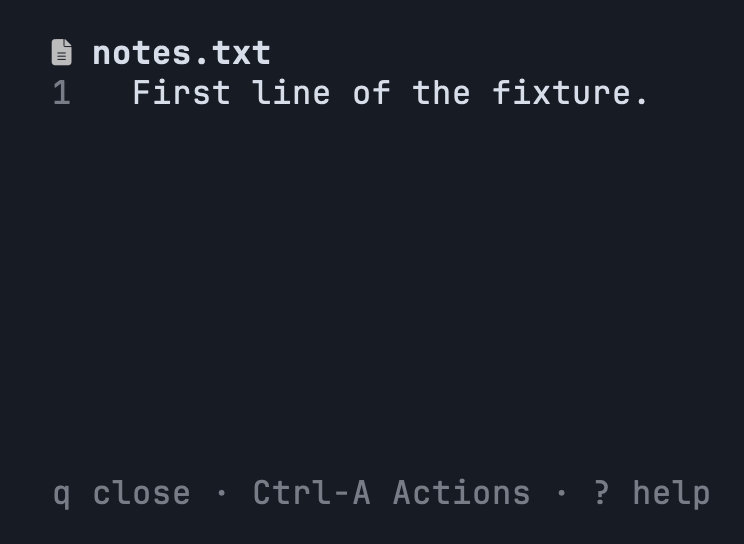 notes.txt
1 First line of the fixture.
q close · Ctrl-A Actions · ? help